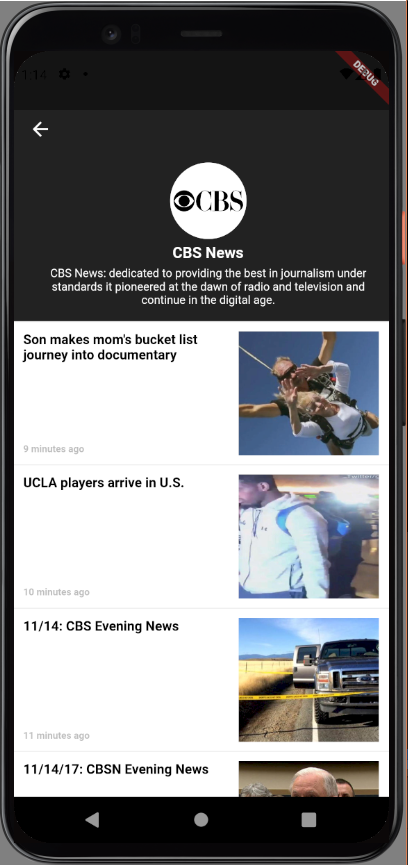 1:14
DEBUG
CBS
CBS News
CBS News: dedicated to providing the best in journalism under
standards it pioneered at the dawn of radio and television and
continue in the digital age.
Son makes mom's bucket list
journey into documentary
9 minutes ago
UCLA players arrive in U.S.
10 minutes ago
11/14: CBS Evening News
11 minutes ago
11/14/17: CBSN Evening News